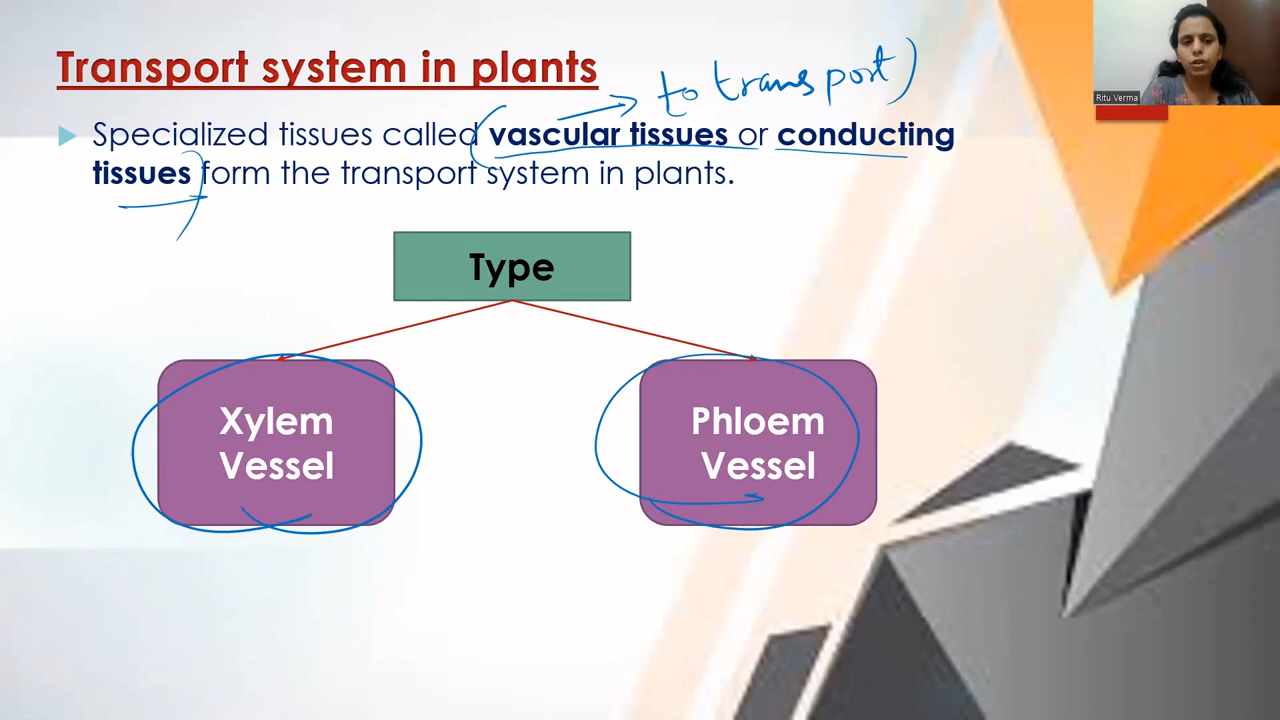 Transport system in plants
to transport)
Specialized tissues called (vascular tissues or conducting
tissues) form the transport system in plants.
Type
Xylem
Vessel
Phloem
Vessel
Ritu Verma